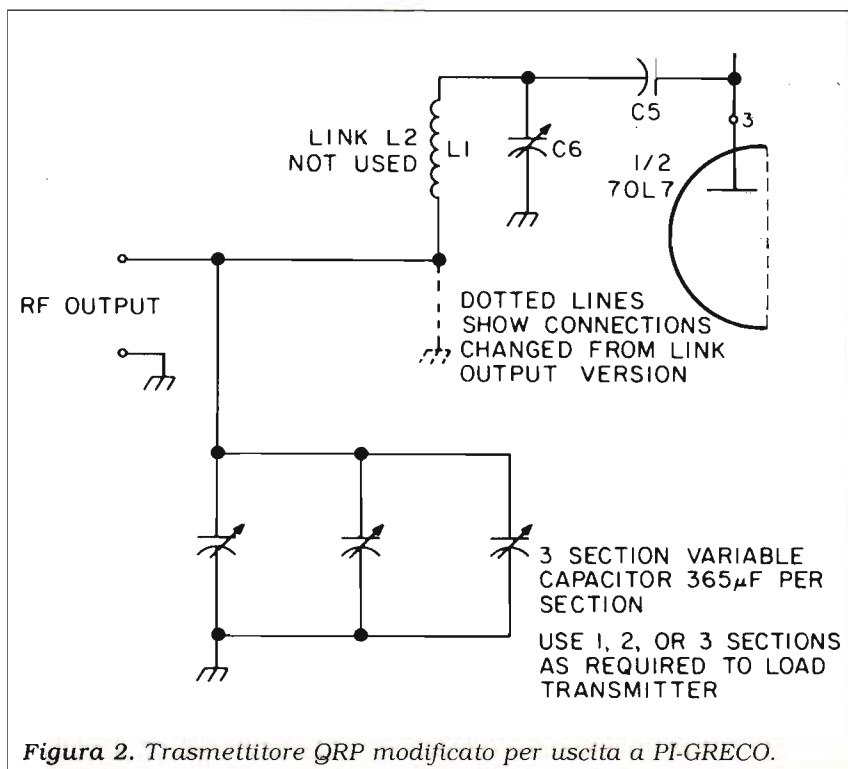 C5
3
LINK L2
NOT USED
L1
C6
1/2
70L7
RF OUTPUT
DOTTED LINES
SHOW CONNECTIONS
CHANGED FROM LINK
OUTPUT VERSION
3 SECTION VARIABLE
CAPACITOR 365µF PER
SECTION
USE 1, 2, OR 3 SECTIONS
AS REQUIRED TO LOAD
TRANSMITTER
Figura 2. Trasmettitore QRP modificato per uscita a PI-GRECO.